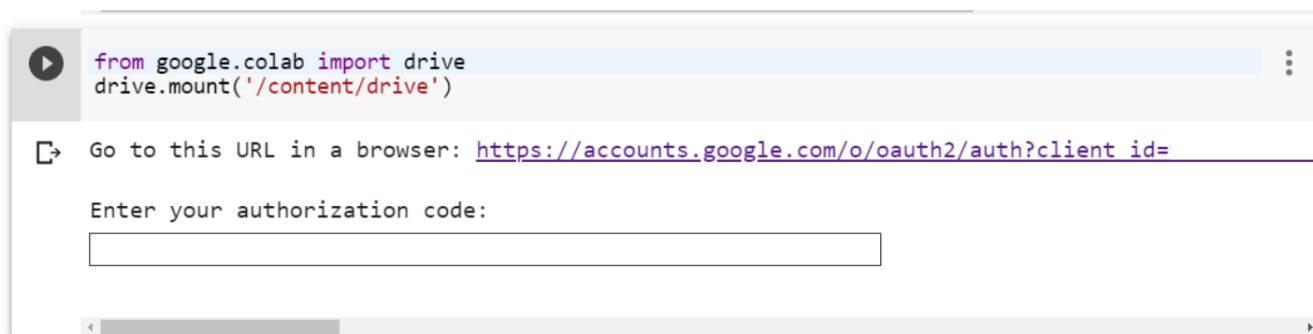 from google.colab import drive
drive.mount('/content/drive')
Go to this URL in a browser: https://accounts.google.com/o/oauth2/auth?client_id=
Enter your authorization code: